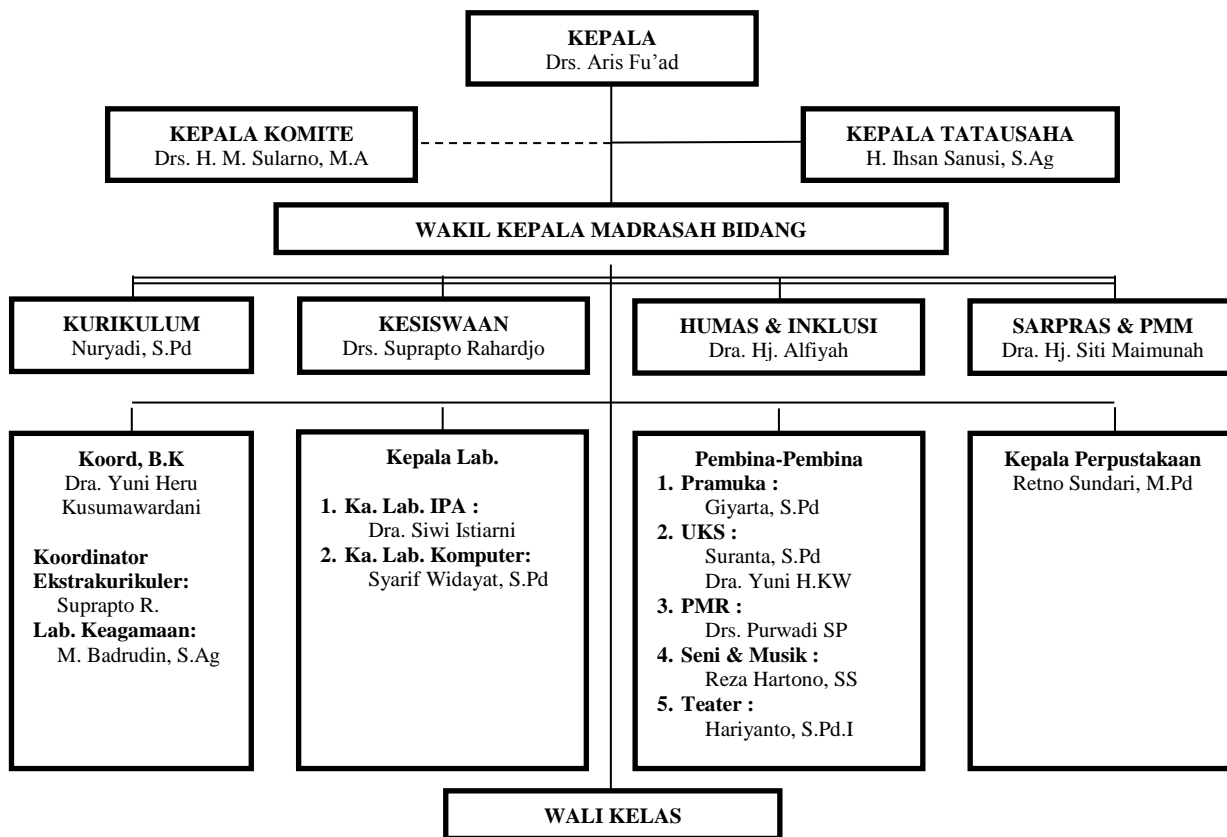 KEPALA
Drs. Aris Fu’ad
KEPALA KOMITE
Drs. H. M. Sularno, M.A
KEPALA TATAUSAHA
H. Ihsan Sanusi, S.Ag
WAKIL KEPALA MADRASAH BIDANG
KURIKULUM
Nuryadi, S.Pd
KESISWAAN
Drs. Suprapto Rahardjo
HUMAS & INKLUSI
Dra. Hj. Alfiyah
SARPRAS & PMM
Dra. Hj. Siti Maimunah
Koord, B.K
Dra. Yuni Heru
Kusumawardani
Koordinator
Ekstrakurikuler:
Suprapto R.
Lab. Keagamaan:
M. Badrudin, S.Ag
Kepala Lab.
1. Ka. Lab. IPA :
Dra. Siwi Istiarni
2. Ka. Lab. Komputer:
Syarif Widayat, S.Pd
Pembina-Pembina
1. Pramuka :
Giyarta, S.Pd
2. UKS :
Suranta, S.Pd
Dra. Yuni H.KW
3. PMR :
Drs. Purwadi SP
4. Seni & Musik :
Reza Hartono, SS
5. Teater :
Hariyanto, S.Pd.I
Kepala Perpustakaan
Retno Sundari, M.Pd
WALI KELAS